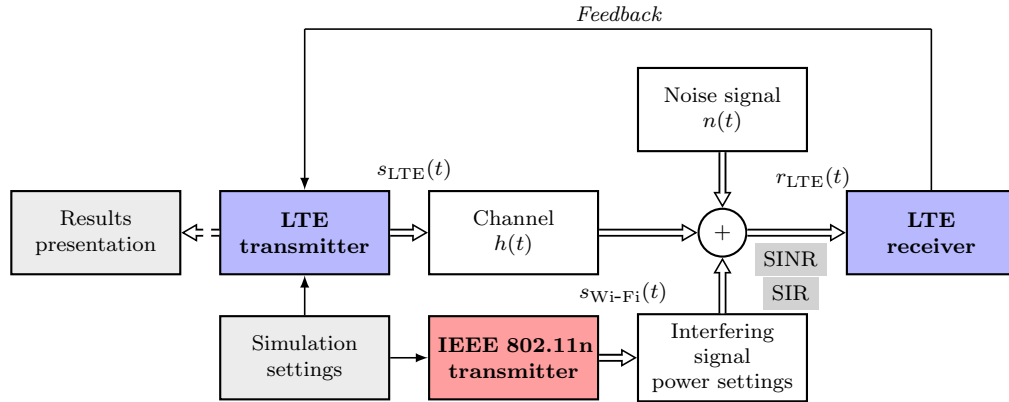 Feedback
Noise signal
n(t)
s_LTE(t)
r_LTE(t)
Results
presentation
LTE
transmitter
Channel
h(t)
+
LTE
receiver
SINR
SIR
s_Wi-Fi(t)
Simulation
settings
IEEE 802.11n
transmitter
Interfering
signal
power settings